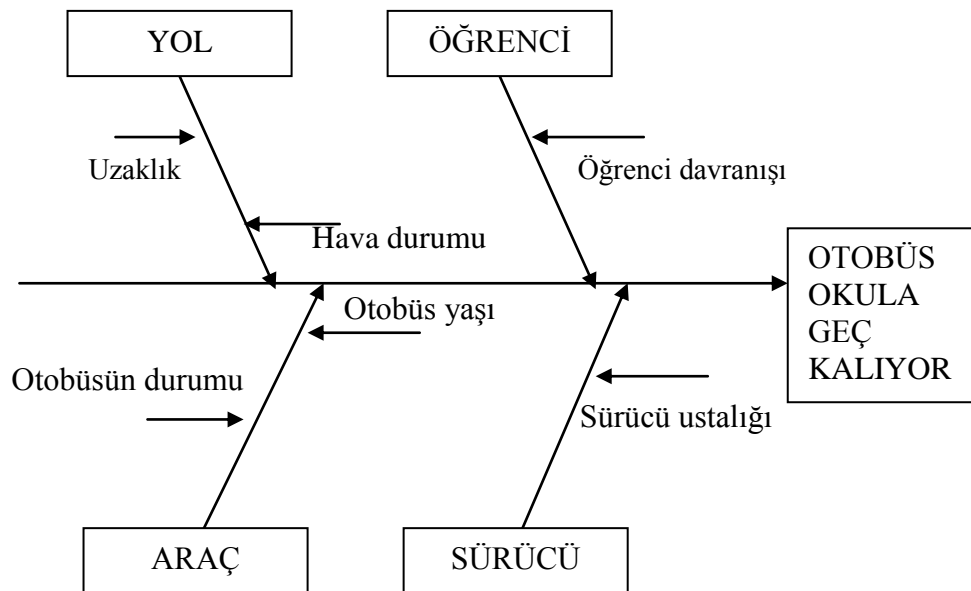 YOL
ÖĞRENCİ
Uzaklık
Öğrenci davranışı
Hava durumu
OTOBÜS
OKULA
GEÇ
KALIYOR
Otobüs yaşı
Otobüsün durumu
Sürücü ustalığı
ARAÇ
SÜRÜCÜ